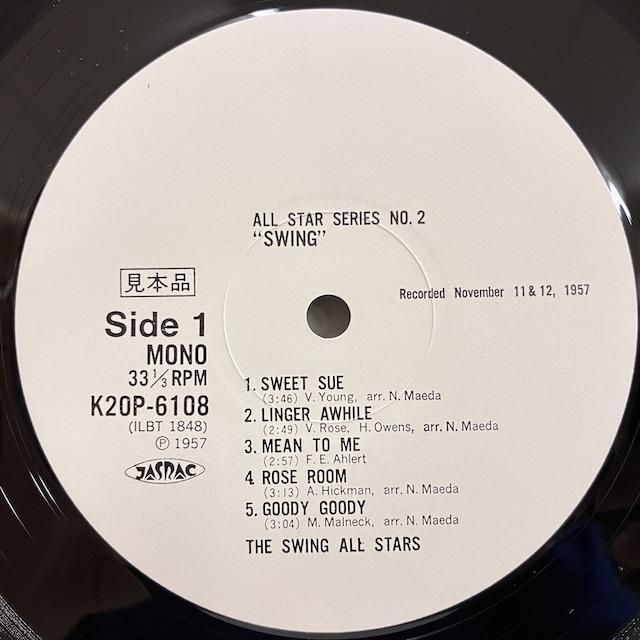 ALL STAR SERIES NO. 2
"SWING"
見本品
Recorded November 11 & 12, 1957
Side 1
MONO
33 1/3 RPM
K20P-6108
(ILBT 1848)
℗ 1957
JASRAC
1. SWEET SUE
(3:46) V. Young, arr. N. Maeda
2. LINGER AWHILE
(2:49) V. Rose, H. Owens, arr. N. Maeda
3. MEAN TO ME
(2:57) F. E. Ahlert
4 ROSE ROOM
(3:13) A. Hickman, arr. N. Maeda
5. GOODY GOODY
(3:04) M. Malneck, arr. N. Maeda
THE SWING ALL STARS